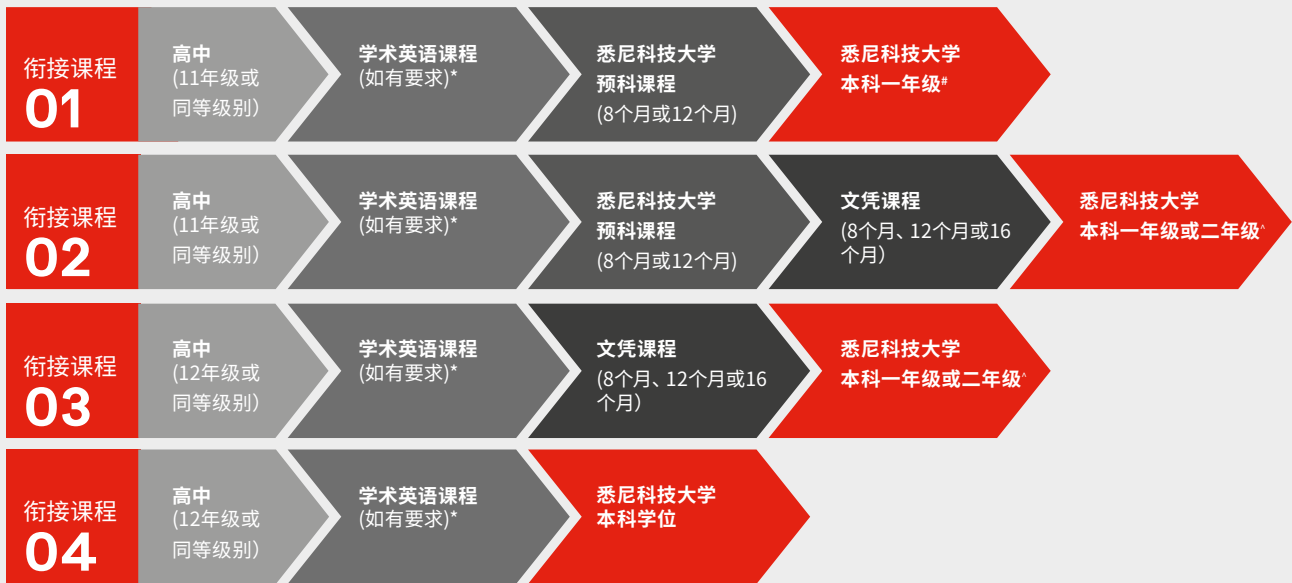 衔接课程
01
高中
(11年级或
同等级别）
学术英语课程
(如有要求)*
悉尼科技大学
预科课程
(8个月或12个月)
悉尼科技大学
本科一年级#
衔接课程
02
高中
(11年级或
同等级别）
学术英语课程
(如有要求)*
悉尼科技大学
预科课程
(8个月或12个月)
文凭课程
(8个月、12个月或16
个月）
悉尼科技大学
本科一年级或二年级^
衔接课程
03
高中
(12年级或
同等级别）
学术英语课程
(如有要求)*
文凭课程
(8个月、12个月或16
个月）
悉尼科技大学
本科一年级或二年级^
衔接课程
04
高中
(12年级或
同等级别）
学术英语课程
(如有要求)*
悉尼科技大学
本科学位